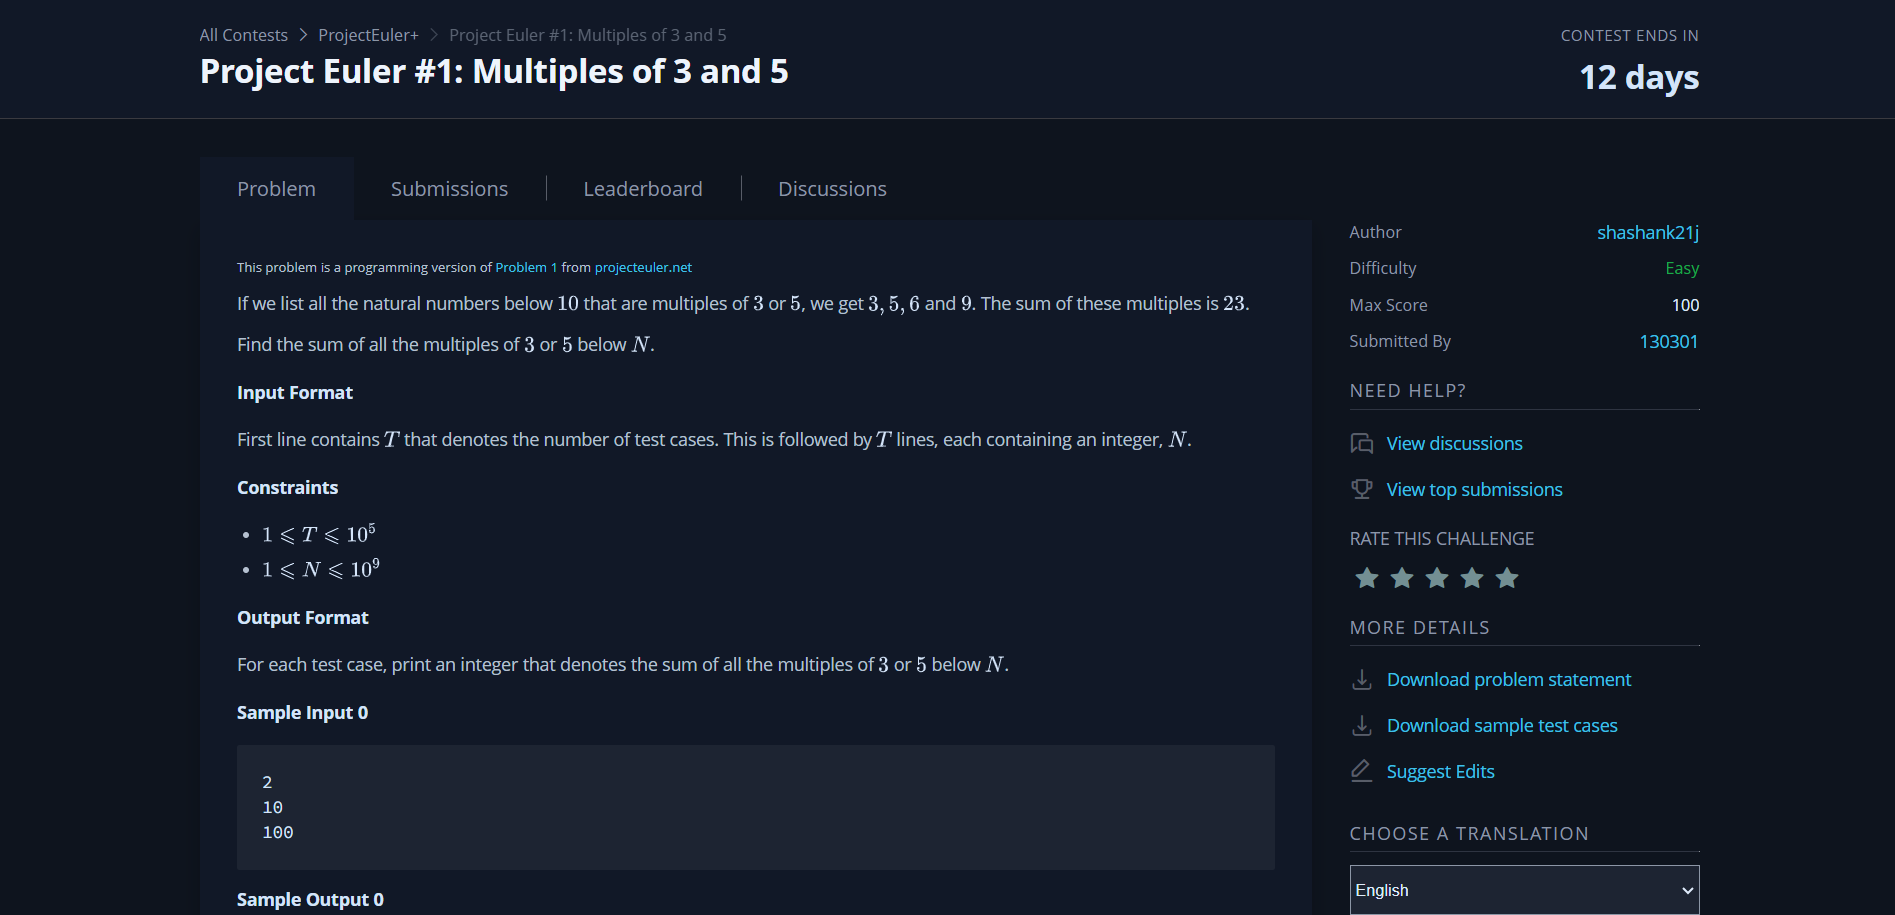 All Contests > ProjectEuler+ > Project Euler #1: Multiples of 3 and 5
CONTEST ENDS IN
Project Euler #1: Multiples of 3 and 5
12 days
Problem
Submissions
Leaderboard
Discussions
This problem is a programming version of Problem 1 from projecteuler.net
If we list all the natural numbers below 10 that are multiples of 3 or 5, we get 3, 5, 6 and 9. The sum of these multiples is 23.
Find the sum of all the multiples of 3 or 5 below N.
Input Format
First line contains T that denotes the number of test cases. This is followed by T lines, each containing an integer, N.
Constraints
• 1 ⩽ T ⩽ 10⁵
• 1 ⩽ N ⩽ 10⁹
Output Format
For each test case, print an integer that denotes the sum of all the multiples of 3 or 5 below N.
Sample Input 0
2
10
100
Sample Output 0
Author shashank21j
Difficulty Easy
Max Score 100
Submitted By 130301
NEED HELP?
View discussions
View top submissions
RATE THIS CHALLENGE
MORE DETAILS
Download problem statement
Download sample test cases
Suggest Edits
CHOOSE A TRANSLATION
English